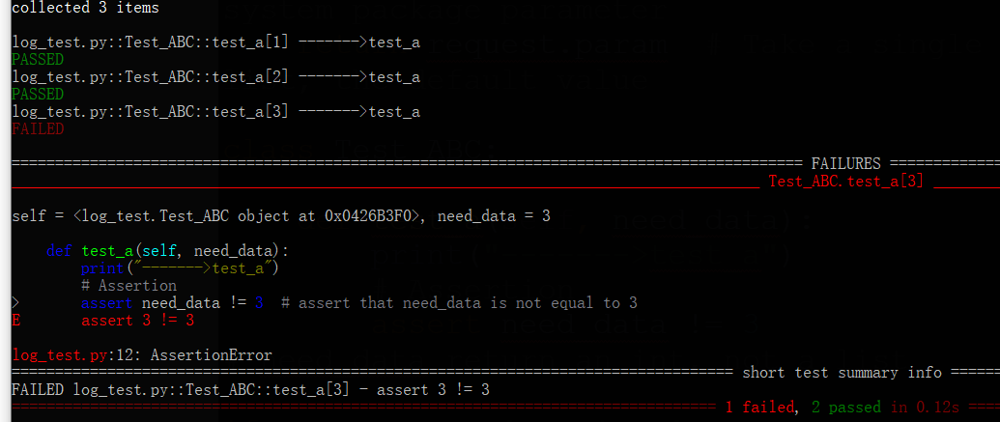 collected 3 items
log_test.py::Test_ABC::test_a[1] ------->test_a
PASSED
log_test.py::Test_ABC::test_a[2] ------->test_a
PASSED
log_test.py::Test_ABC::test_a[3] ------->test_a
FAILED
=========================================================================================== FAILURES =============
______________________________________________________________________________________ Test_ABC.test_a[3] ________
self = <log_test.Test_ABC object at 0x0426B3F0>, need_data = 3
    def test_a(self, need_data):
        print("------->test_a")
        # Assertion
>       assert need_data != 3  # assert that need_data is not equal to 3
E       assert 3 != 3
log_test.py:12: AssertionError
=================================================================================== short test summary info ======
FAILED log_test.py::Test_ABC::test_a[3] - assert 3 != 3
================================================================================= 1 failed, 2 passed in 0.12s ====